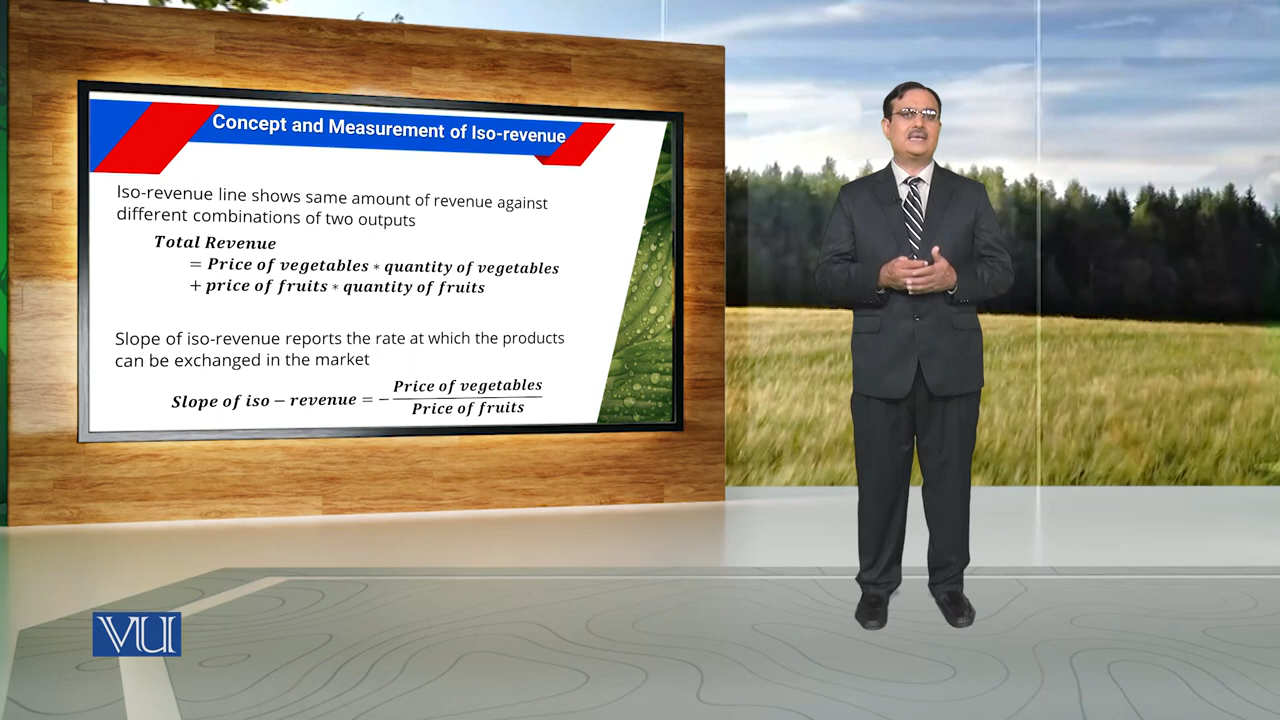 Concept and Measurement of Iso-revenue
Iso-revenue line shows same amount of revenue against
different combinations of two outputs
Total Revenue
= Price of vegetables * quantity of vegetables
+ price of fruits * quantity of fruits
Slope of iso-revenue reports the rate at which the products
can be exchanged in the market
Slope of iso − revenue = − Price of vegetables
Price of fruits
VU